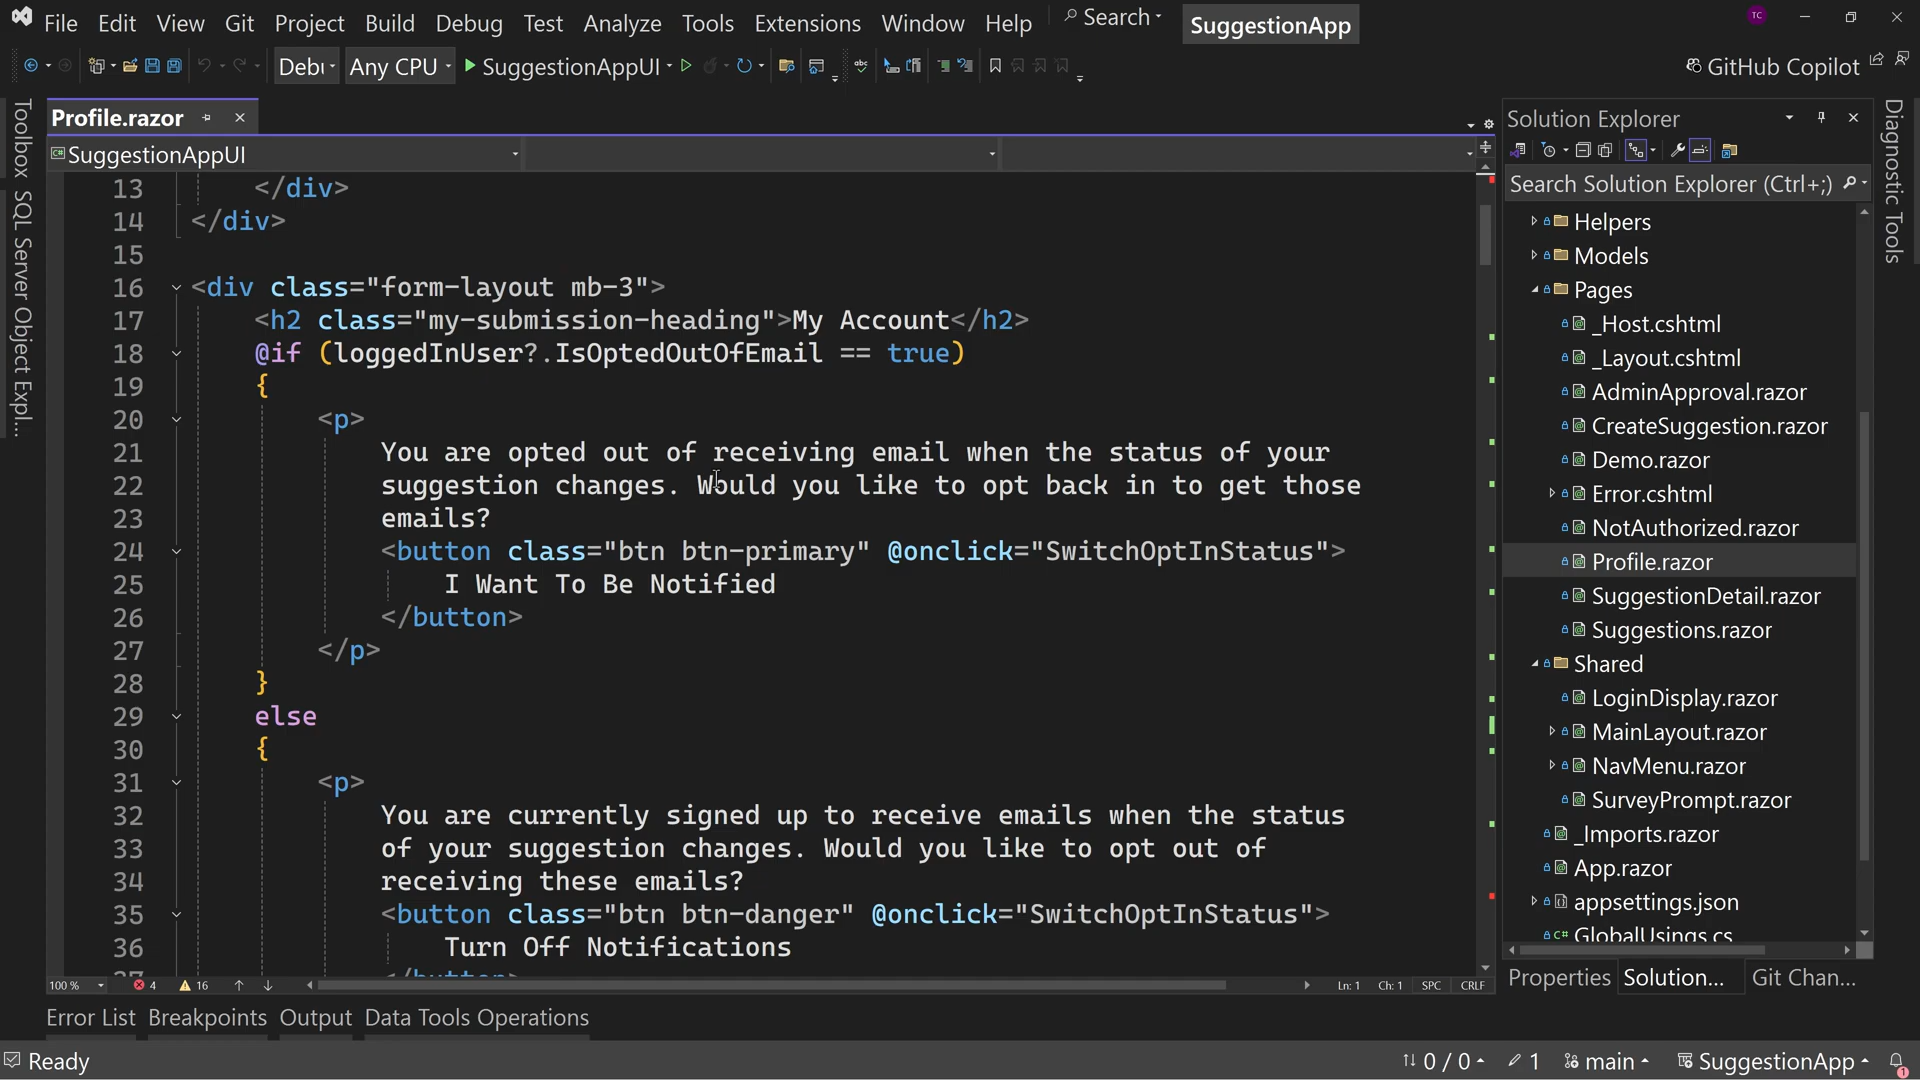 File Edit View Git Project Build Debug Test Analyze Tools Extensions Window Help Search SuggestionApp TC
Debu Any CPU SuggestionAppUI GitHub Copilot
Toolbox
SQL Server Object Expl...
Profile.razor
SuggestionAppUI
13 </div>
14 </div>
15
16 <div class="form-layout mb-3">
17 <h2 class="my-submission-heading">My Account</h2>
18 @if (loggedInUser?.IsOptedOutOfEmail == true)
19 {
20 <p>
21 You are opted out of receiving email when the status of your
22 suggestion changes. Would you like to opt back in to get those
23 emails?
24 <button class="btn btn-primary" @onclick="SwitchOptInStatus">
25 I Want To Be Notified
26 </button>
27 </p>
28 }
29 else
30 {
31 <p>
32 You are currently signed up to receive emails when the status
33 of your suggestion changes. Would you like to opt out of
34 receiving these emails?
35 <button class="btn btn-danger" @onclick="SwitchOptInStatus">
36 Turn Off Notifications
37 </button>
100 % 4 16 Ln: 1 Ch: 1 SPC CRLF
Solution Explorer
Search Solution Explorer (Ctrl+;)
Helpers
Models
Pages
_Host.cshtml
_Layout.cshtml
AdminApproval.razor
CreateSuggestion.razor
Demo.razor
Error.cshtml
NotAuthorized.razor
Profile.razor
SuggestionDetail.razor
Suggestions.razor
Shared
LoginDisplay.razor
MainLayout.razor
NavMenu.razor
SurveyPrompt.razor
_Imports.razor
App.razor
appsettings.json
C# GlobalUsings.cs
Properties Solution... Git Chan...
Diagnostic Tools
Error List Breakpoints Output Data Tools Operations
Ready 0 / 0 1 main SuggestionApp 1